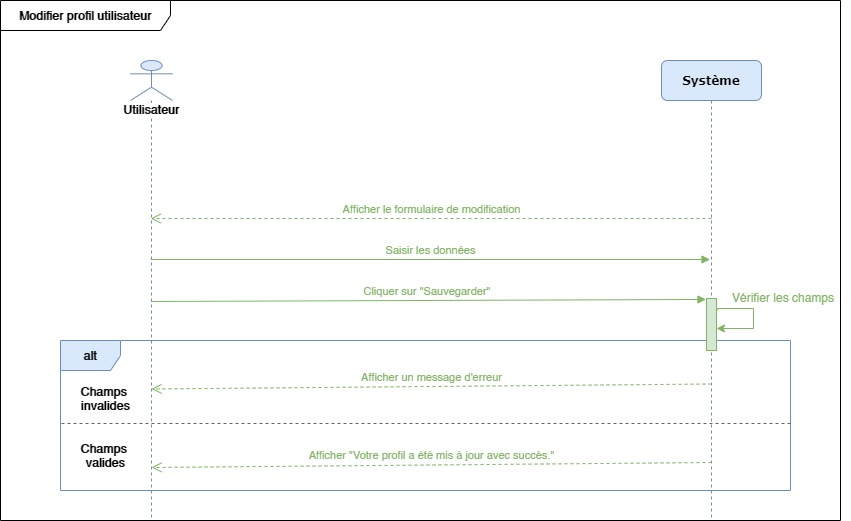 Modifier profil utilisateur
Système
Utilisateur
Afficher le formulaire de modification
Saisir les données
Cliquer sur "Sauvegarder"
Vérifier les champs
alt
Afficher un message d'erreur
Champs
invalides
Champs
valides
Afficher "Votre profil a été mis à jour avec succès."